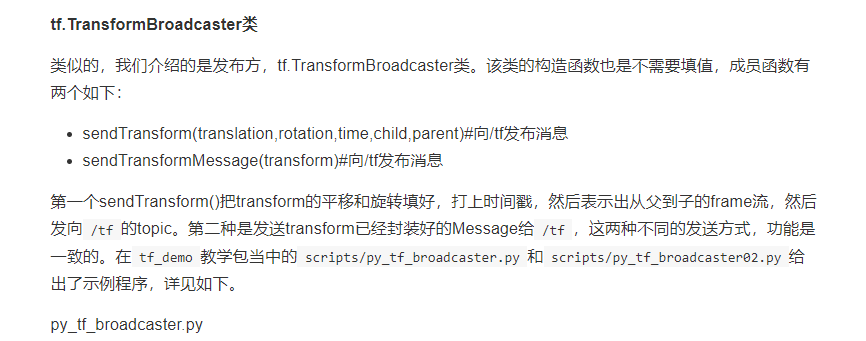 tf.TransformBroadcaster类
类似的，我们介绍的是发布方，tf.TransformBroadcaster类。该类的构造函数也是不需要填值，成员函数有
两个如下：
• sendTransform(translation,rotation,time,child,parent)#向/tf发布消息
• sendTransformMessage(transform)#向/tf发布消息
第一个sendTransform()把transform的平移和旋转填好，打上时间戳，然后表示出从父到子的frame流，然后
发向 /tf 的topic。第二种是发送transform已经封装好的Message给 /tf ，这两种不同的发送方式，功能是
一致的。在 tf_demo 教学包当中的 scripts/py_tf_broadcaster.py 和 scripts/py_tf_broadcaster02.py 给
出了示例程序，详见如下。
py_tf_broadcaster.py